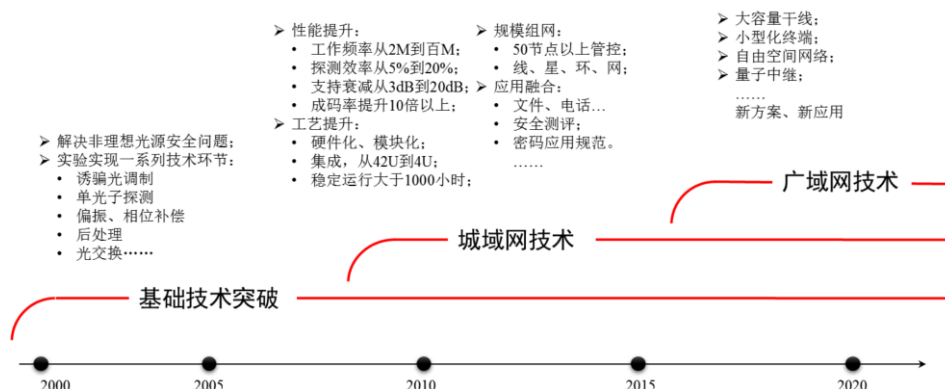 ➢ 解决非理想光源安全问题；
➢ 实验实现一系列技术环节：
• 诱骗光调制
• 单光子探测
• 偏振、相位补偿
• 后处理
• 光交换……
➢ 性能提升：
• 工作频率从2M到百M；
• 探测效率从5%到20%；
• 支持衰减从3dB到20dB；
• 成码率提升10倍以上；
➢ 工艺提升：
• 硬件化、模块化；
• 集成，从42U到4U；
• 稳定运行大于1000小时；
➢ 规模组网：
• 50节点以上管控；
• 线、星、环、网；
➢ 应用融合：
• 文件、电话…
• 安全测评；
• 密码应用规范。
……
➢ 大容量干线；
➢ 小型化终端；
➢ 自由空间网络；
➢ 量子中继；
……
新方案、新应用
广域网技术
城域网技术
基础技术突破
2000
2005
2010
2015
2020